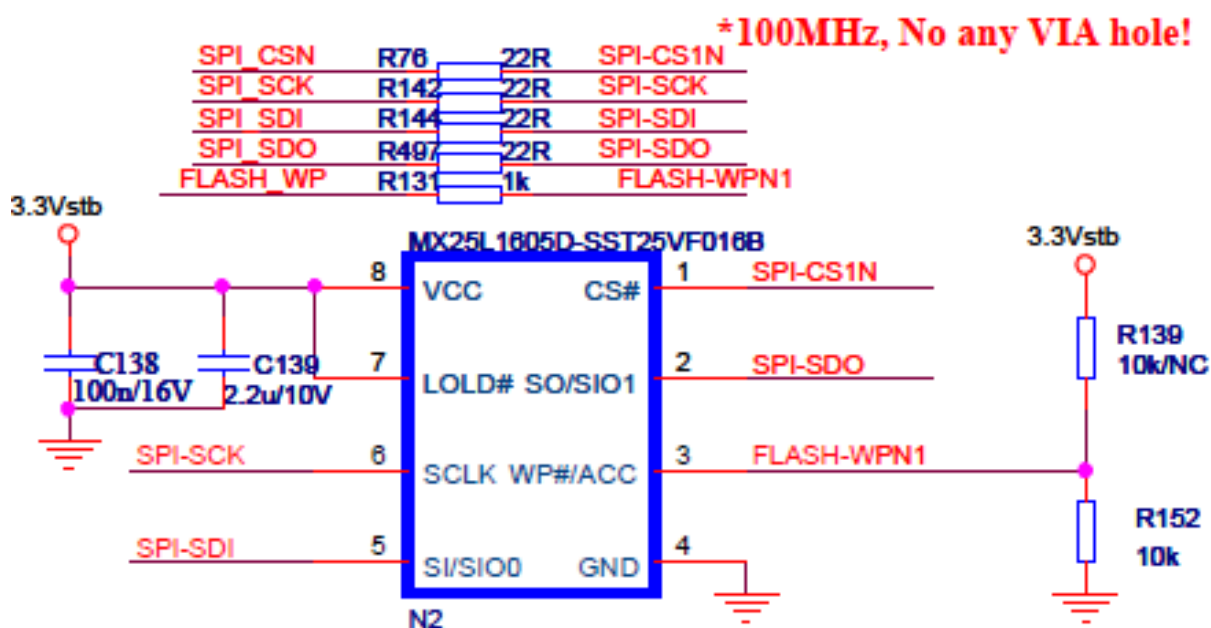 *100MHz, No any VIA hole!
SPI_CSN R76 22R SPI-CS1N
SPI_SCK R142 22R SPI-SCK
SPI_SDI R144 22R SPI-SDI
SPI_SDO R497 22R SPI-SDO
FLASH_WP R131 1k FLASH-WPN1
3.3Vstb
MX25L1605D-SST25VF016B
3.3Vstb
8 VCC CS# 1 SPI-CS1N
C138
100n/16V
C139
2.2u/10V
7 LOLD# SO/SIO1 2 SPI-SDO
R139
10k/NC
SPI-SCK 6 SCLK WP#/ACC 3 FLASH-WPN1
SPI-SDI 5 SI/SIO0 GND 4
R152
10k
N2